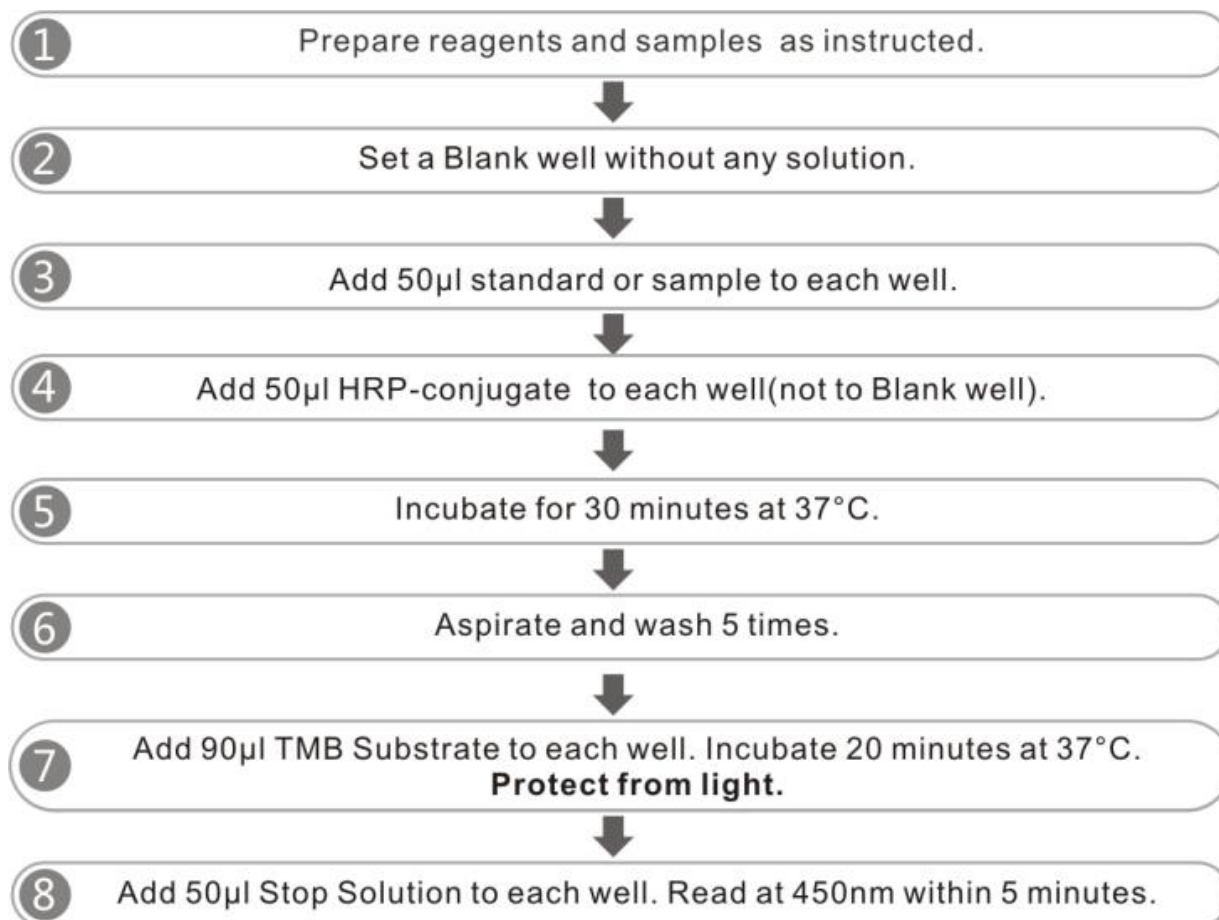 1 Prepare reagents and samples as instructed.
2 Set a Blank well without any solution.
3 Add 50µl standard or sample to each well.
4 Add 50µl HRP-conjugate to each well(not to Blank well).
5 Incubate for 30 minutes at 37°C.
6 Aspirate and wash 5 times.
7 Add 90µl TMB Substrate to each well. Incubate 20 minutes at 37°C.
Protect from light.
8 Add 50µl Stop Solution to each well. Read at 450nm within 5 minutes.